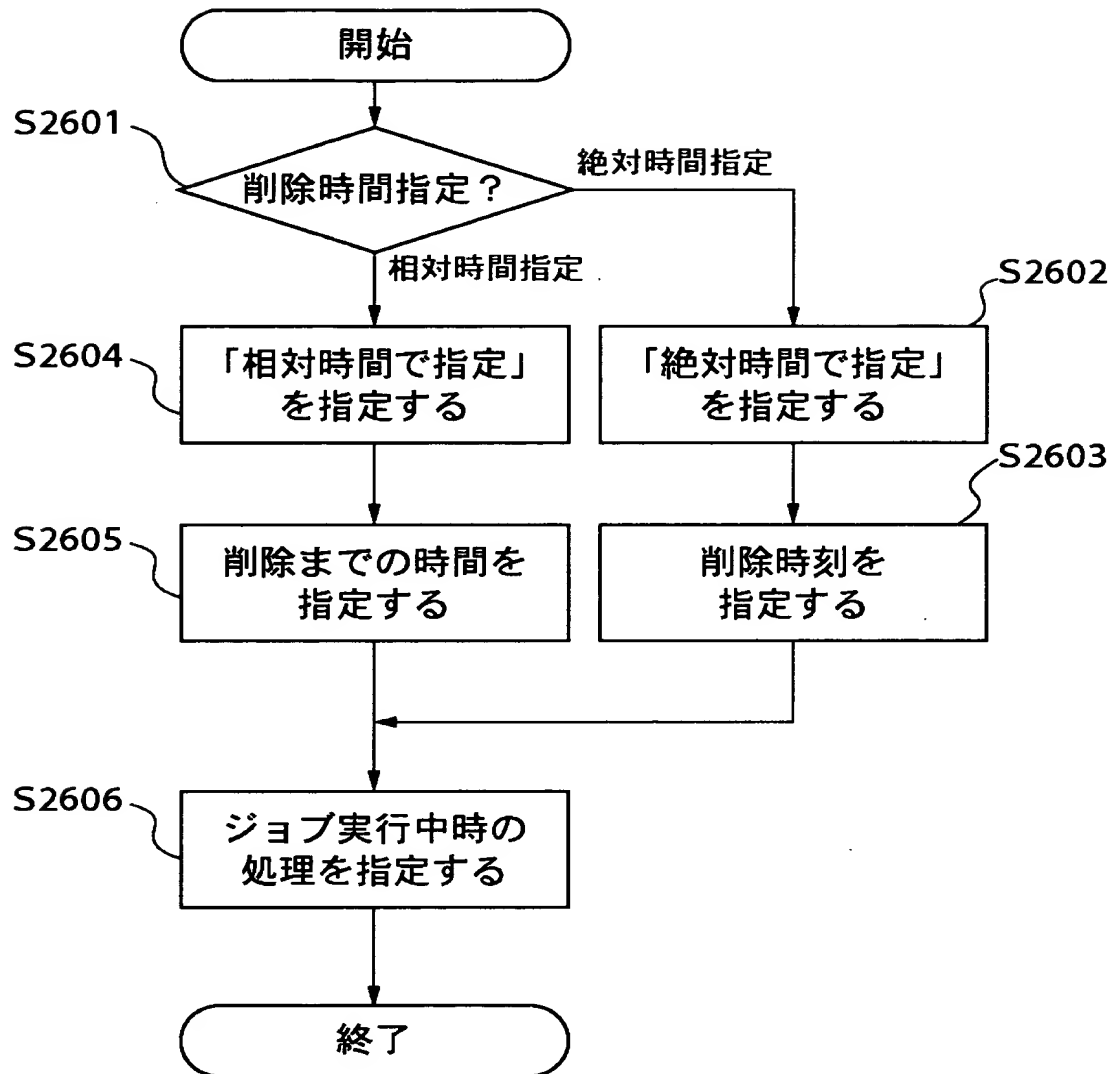 開始
S2601
削除時間指定？
絶対時間指定
相対時間指定
S2602
S2604
「相対時間で指定」
を指定する
「絶対時間で指定」
を指定する
S2603
S2605
削除までの時間を
指定する
削除時刻を
指定する
S2606
ジョブ実行中時の
処理を指定する
終了